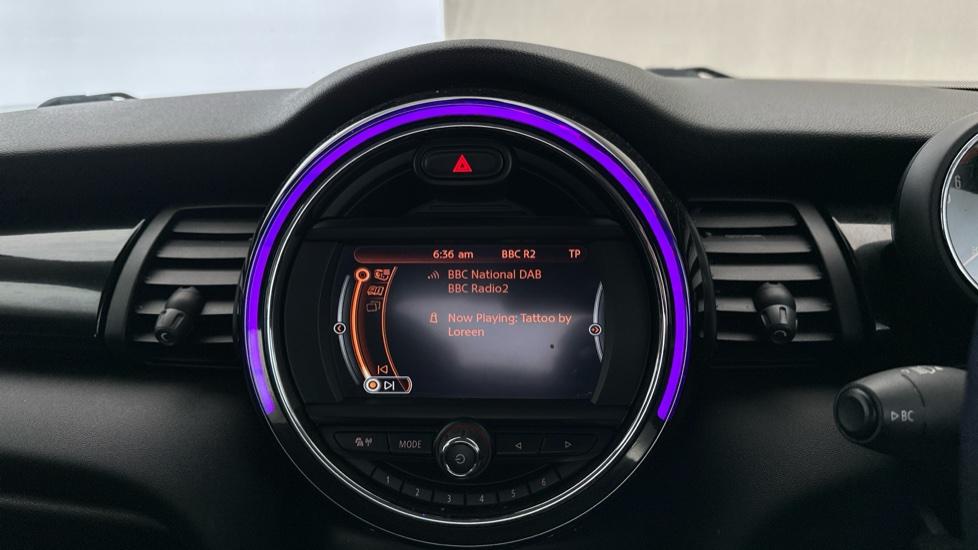 6:36 am BBC R2 TP
BBC National DAB
BBC Radio2
Now Playing: Tattoo by
Loreen
MODE
1 2 3 4 5 6
BC
6